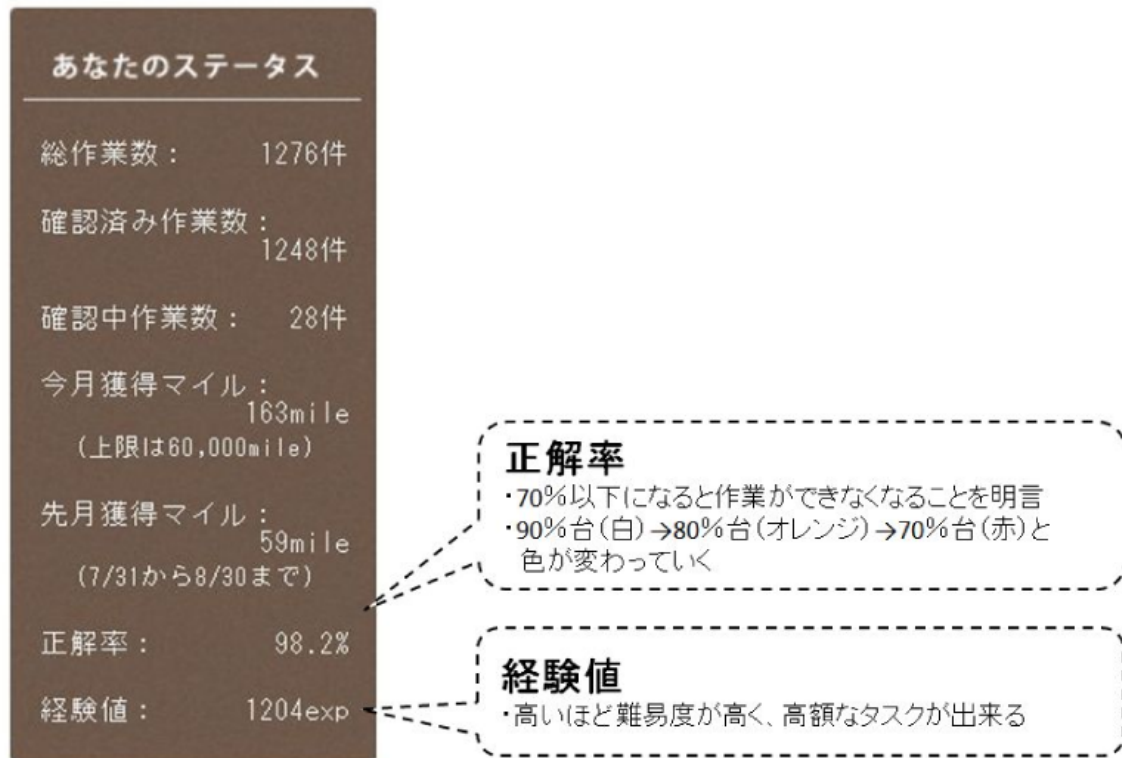 あなたのステータス
総作業数： 1276件
確認済み作業数：
1248件
確認中作業数： 28件
今月獲得マイル：
163mile
(上限は60,000mile)
先月獲得マイル：
59mile
(7/31から8/30まで)
正解率： 98.2%
経験値： 1204exp
正解率
・70%以下になると作業ができなくなることを明言
・90%台(白)→80%台(オレンジ)→70%台(赤)と
色が変わっていく
経験値
・高いほど難易度が高く、高額なタスクが出来る